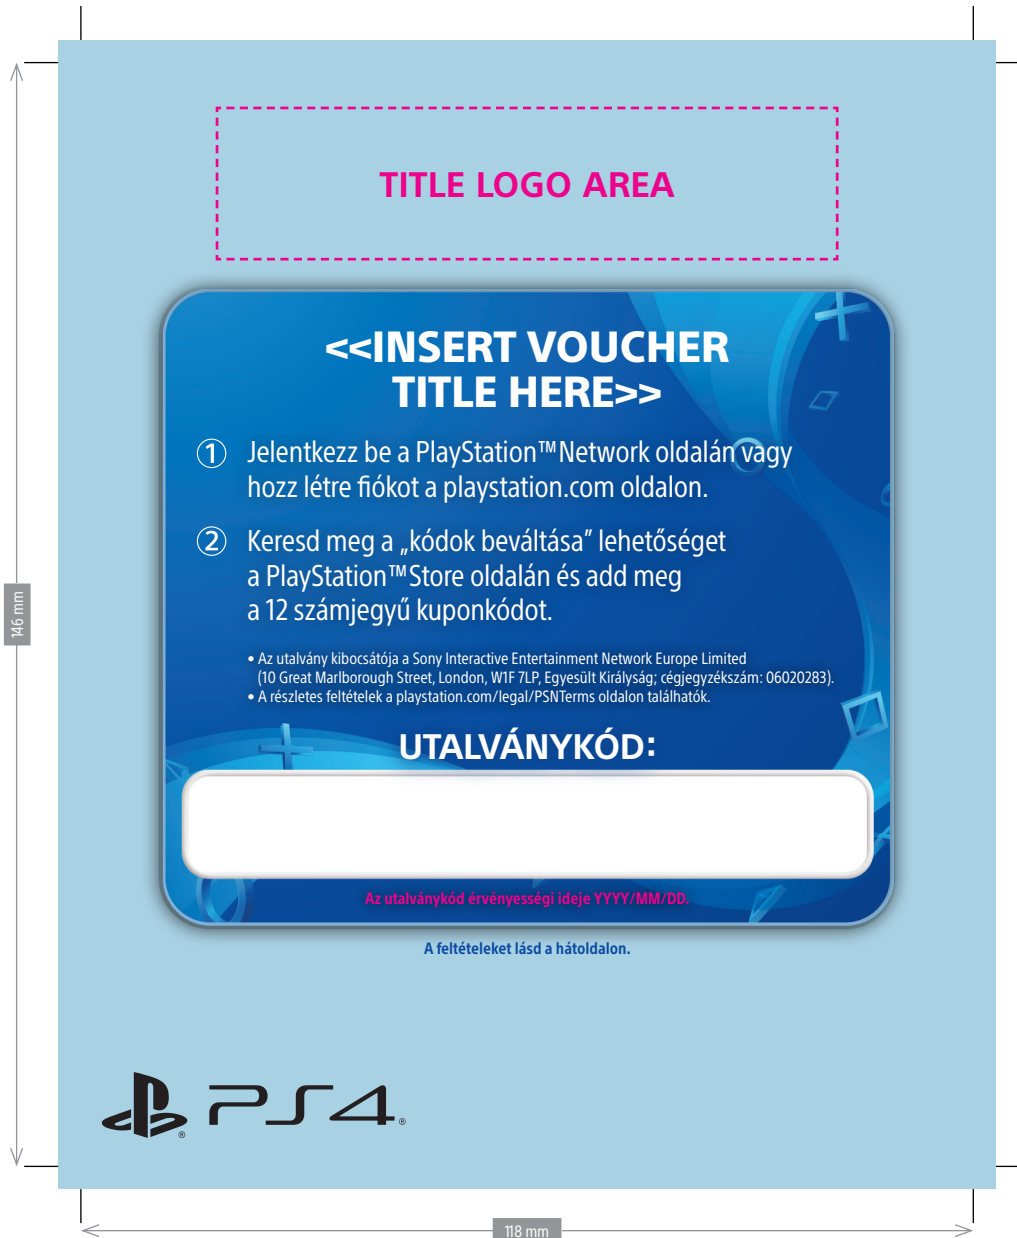 TITLE LOGO AREA
<<INSERT VOUCHER
TITLE HERE>>
1 Jelentkezz be a PlayStation™Network oldalán vagy
hozz létre fiókot a playstation.com oldalon.
2 Keresd meg a „kódok beváltása” lehetőséget
a PlayStation™Store oldalán és add meg
a 12 számjegyű kuponkódot.
• Az utalvány kibocsátója a Sony Interactive Entertainment Network Europe Limited
(10 Great Marlborough Street, London, W1F 7LP, Egyesült Királyság; cégjegyzékszám: 06020283).
• A részletes feltételek a playstation.com/legal/PSNTerms oldalon találhatók.
UTALVÁNYKÓD:
Az utalványkód érvényességi ideje YYYY/MM/DD.
A feltételeket lásd a hátoldalon.
146 mm
® PS4®
118 mm